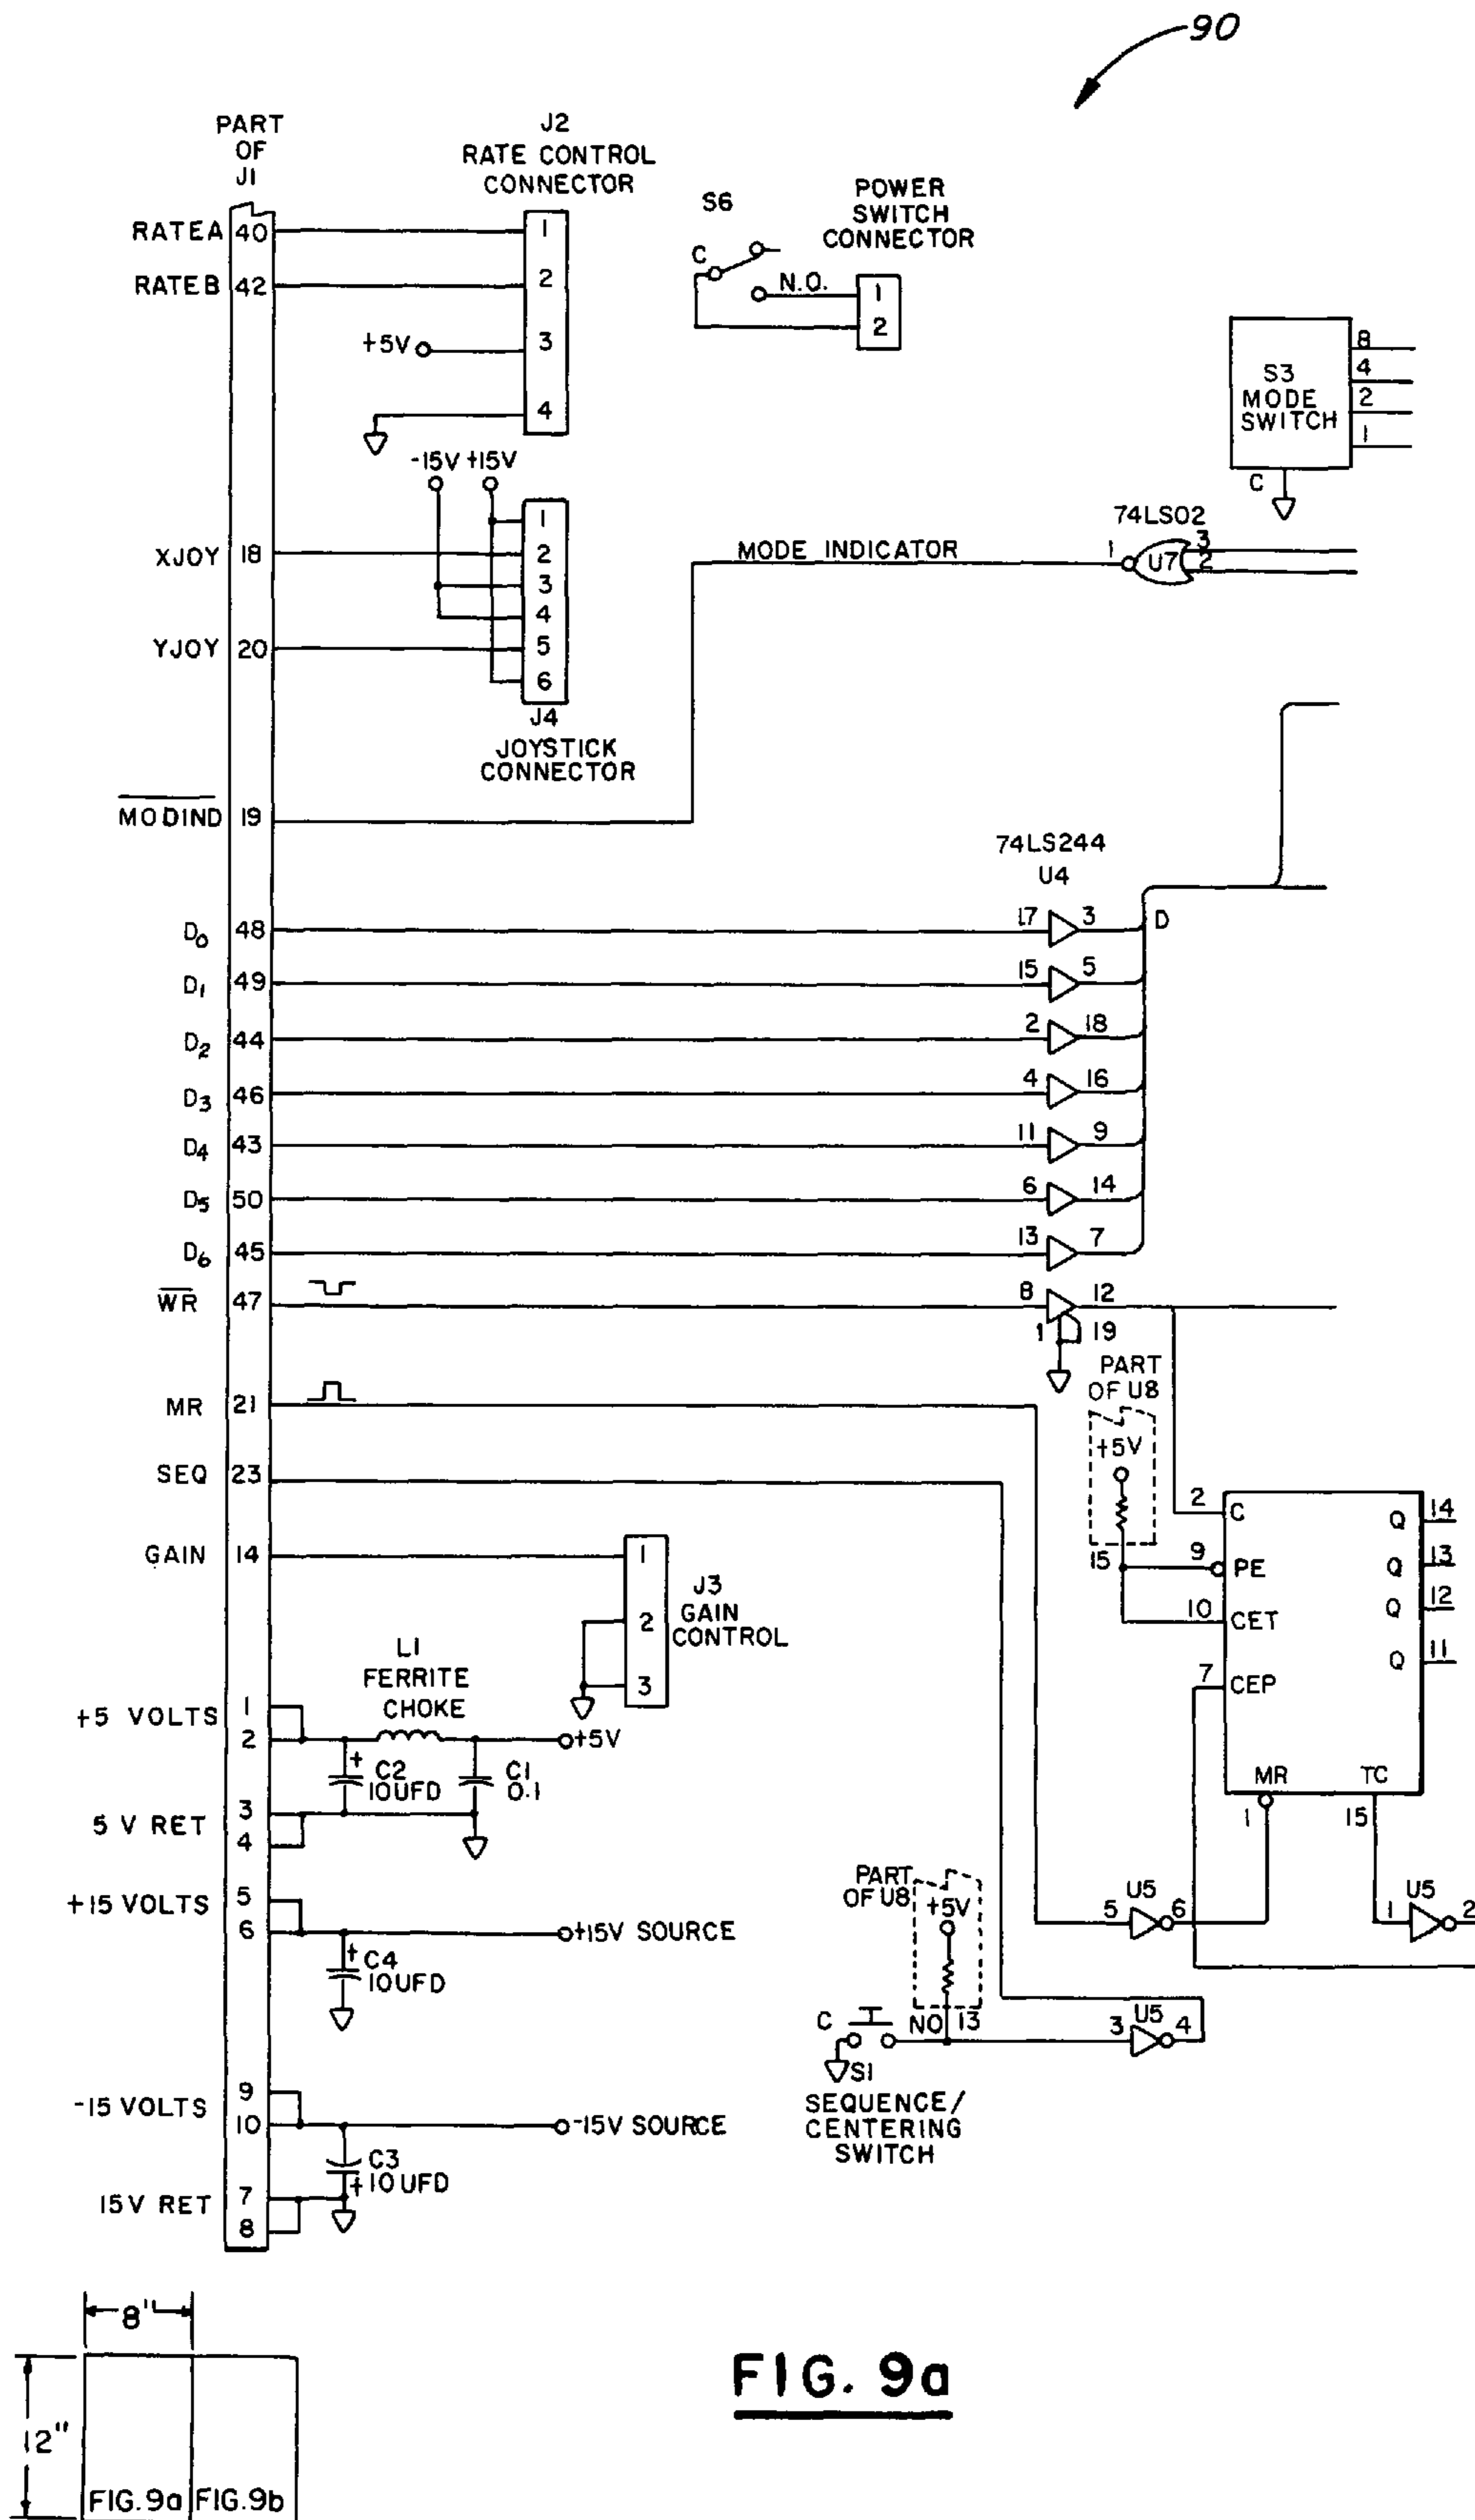 90
PART
OF
J1
J2
RATE CONTROL
CONNECTOR
S6
POWER
SWITCH
CONNECTOR
RATEA 40
1
RATEB 42
2
C
N.O.
1
2
+5V
3
4
8
4
2
1
S3
MODE
SWITCH
C
-15V +15V
1
XJOY 18
2
3
4
YJOY 20
5
6
J4
JOYSTICK
CONNECTOR
MODE INDICATOR
74LS02
1
U7
3
2
MODIND 19
74LS244
U4
D0 48
17 3
D
D1 49
15 5
D2 44
2 18
D3 46
4 16
D4 43
11 9
D5 50
6 14
D6 45
13 7
WR 47
8 12
1 19
PART
OF U8
+5V
15
MR 21
SEQ 23
GAIN 14
1
2
3
J3
GAIN
CONTROL
2 C
9 PE
10 CET
7 CEP
Q 14
Q 13
Q 12
Q 11
MR
TC
1
15
L1
FERRITE
CHOKE
+5 VOLTS
1
2
+5V
+
C2
10UFD
C1
0.1
5 V RET
3
4
+15 VOLTS
5
6
+15V SOURCE
+
C4
10UFD
PART
OF U8
+5V
5 U5 6
1 U5 2
C
NO 13
3 U5 4
S1
SEQUENCE/
CENTERING
SWITCH
-15 VOLTS
9
10
-15V SOURCE
C3
+10UFD
15V RET
7
8
8"
12"
FIG.9a FIG.9b
FIG. 9a